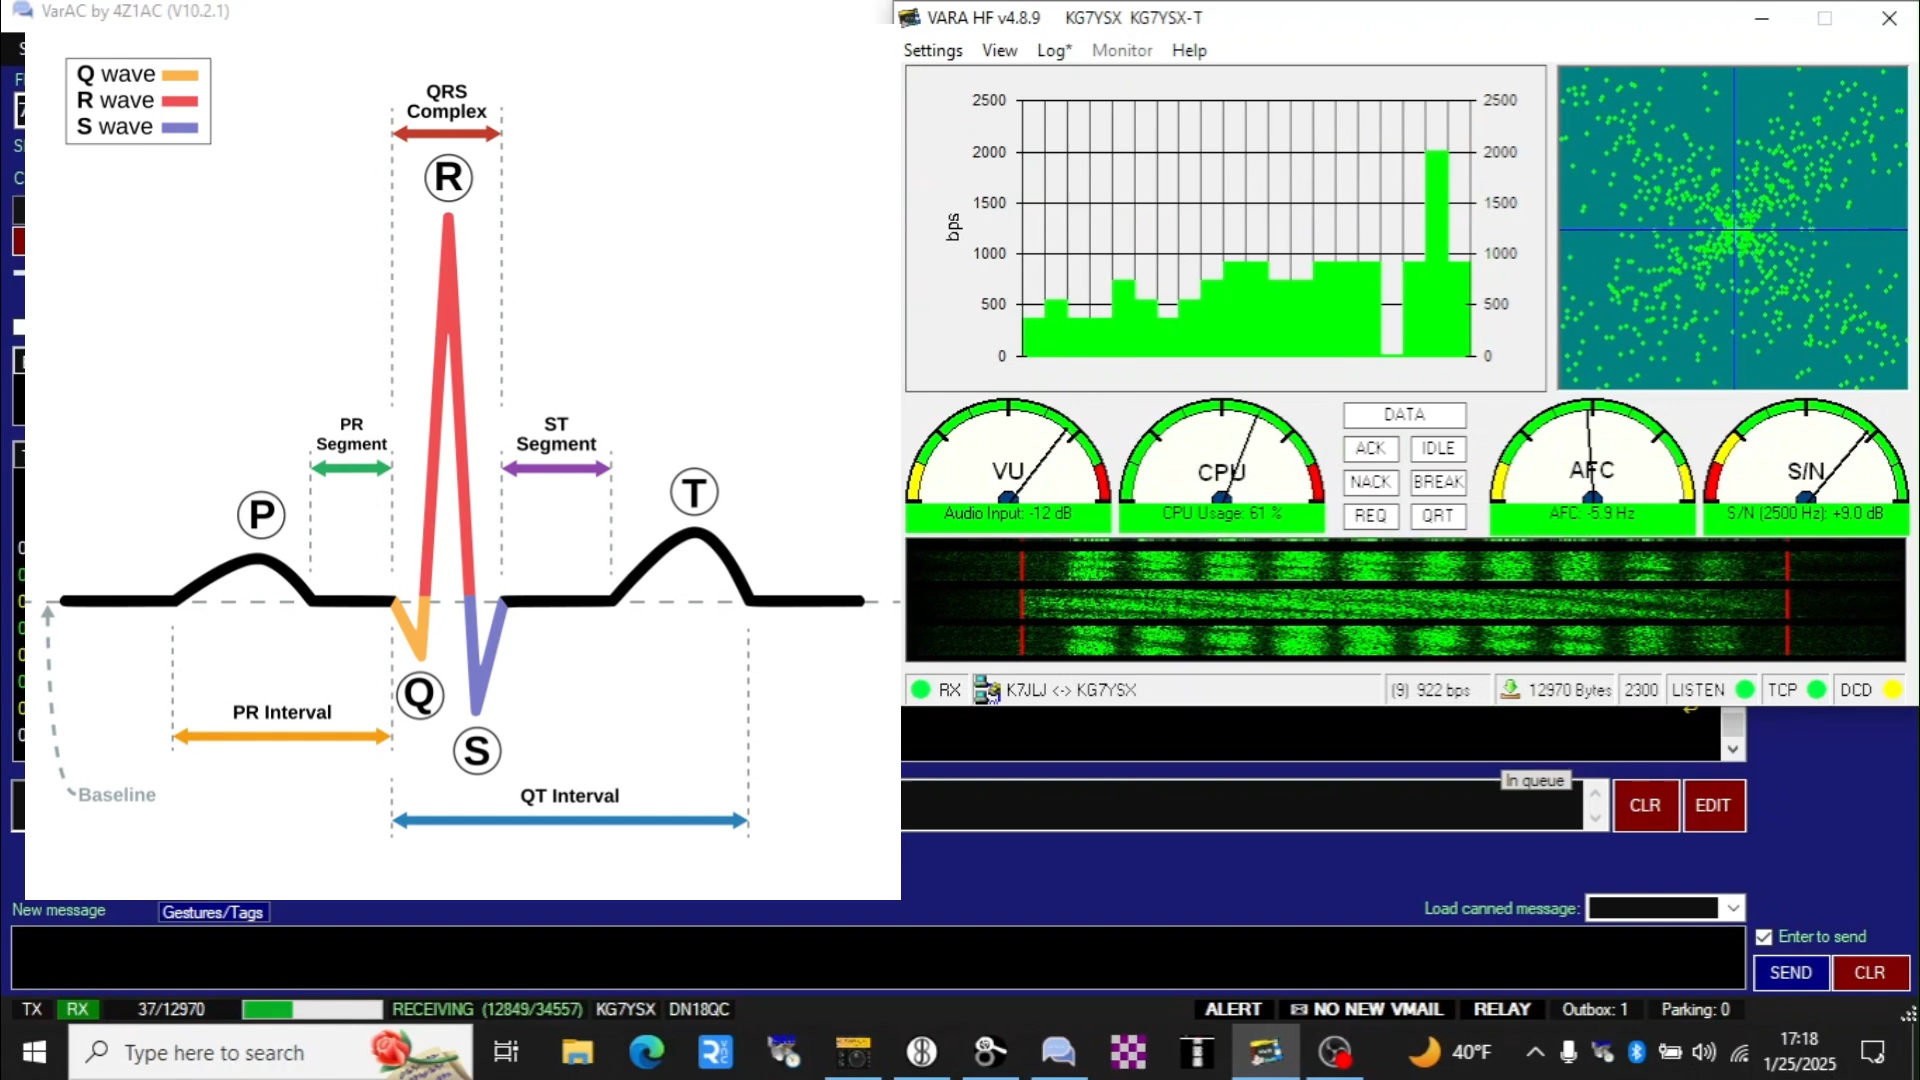 VarAC by 4Z1AC (V10.2.1)
Q wave
R wave
S wave
QRS
Complex
R
PR
Segment
ST
Segment
P
T
Q
S
PR Interval
QT Interval
Baseline
VARA HF v4.8.9 KG7YSX KG7YSX-T
Settings View Log* Monitor Help
2500 2500
2000 2000
1500 1500
1000 1000
500 500
0 0
bps
DATA
ACK IDLE
NACK BREAK
REQ QRT
VU
Audio Input: -12 dB
CPU
CPU Usage: 61 %
AFC
AFC: -5.9 Hz
S/N
S/N (2500 Hz): +9.0 dB
RX K7JLJ <-> KG7YSX (9) 922 bps 12970 Bytes 2300 LISTEN TCP DCD
In queue
CLR EDIT
New message Gestures/Tags Load canned message:
Enter to send
SEND CLR
TX RX 37/12970 RECEIVING (12849/34557) KG7YSX DN18QC ALERT NO NEW VMAIL RELAY Outbox: 1 Parking: 0
Type here to search
40°F
17:18
1/25/2025